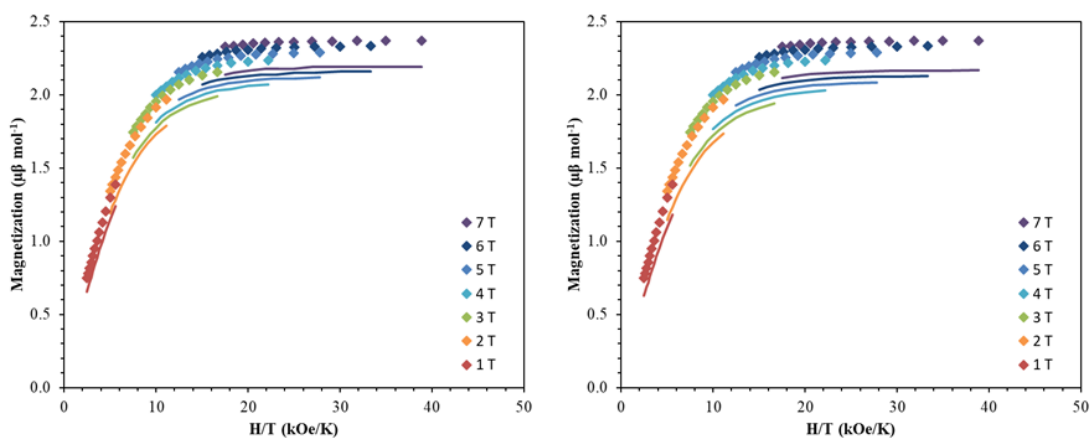 2.5
2.0
1.5
1.0
0.5
0.0
Magnetization (µβ mol⁻¹)
0 10 20 30 40 50
H/T (kOe/K)
7 T
6 T
5 T
4 T
3 T
2 T
1 T
2.5
2.0
1.5
1.0
0.5
0.0
Magnetization (µβ mol⁻¹)
0 10 20 30 40 50
H/T (kOe/K)
7 T
6 T
5 T
4 T
3 T
2 T
1 T